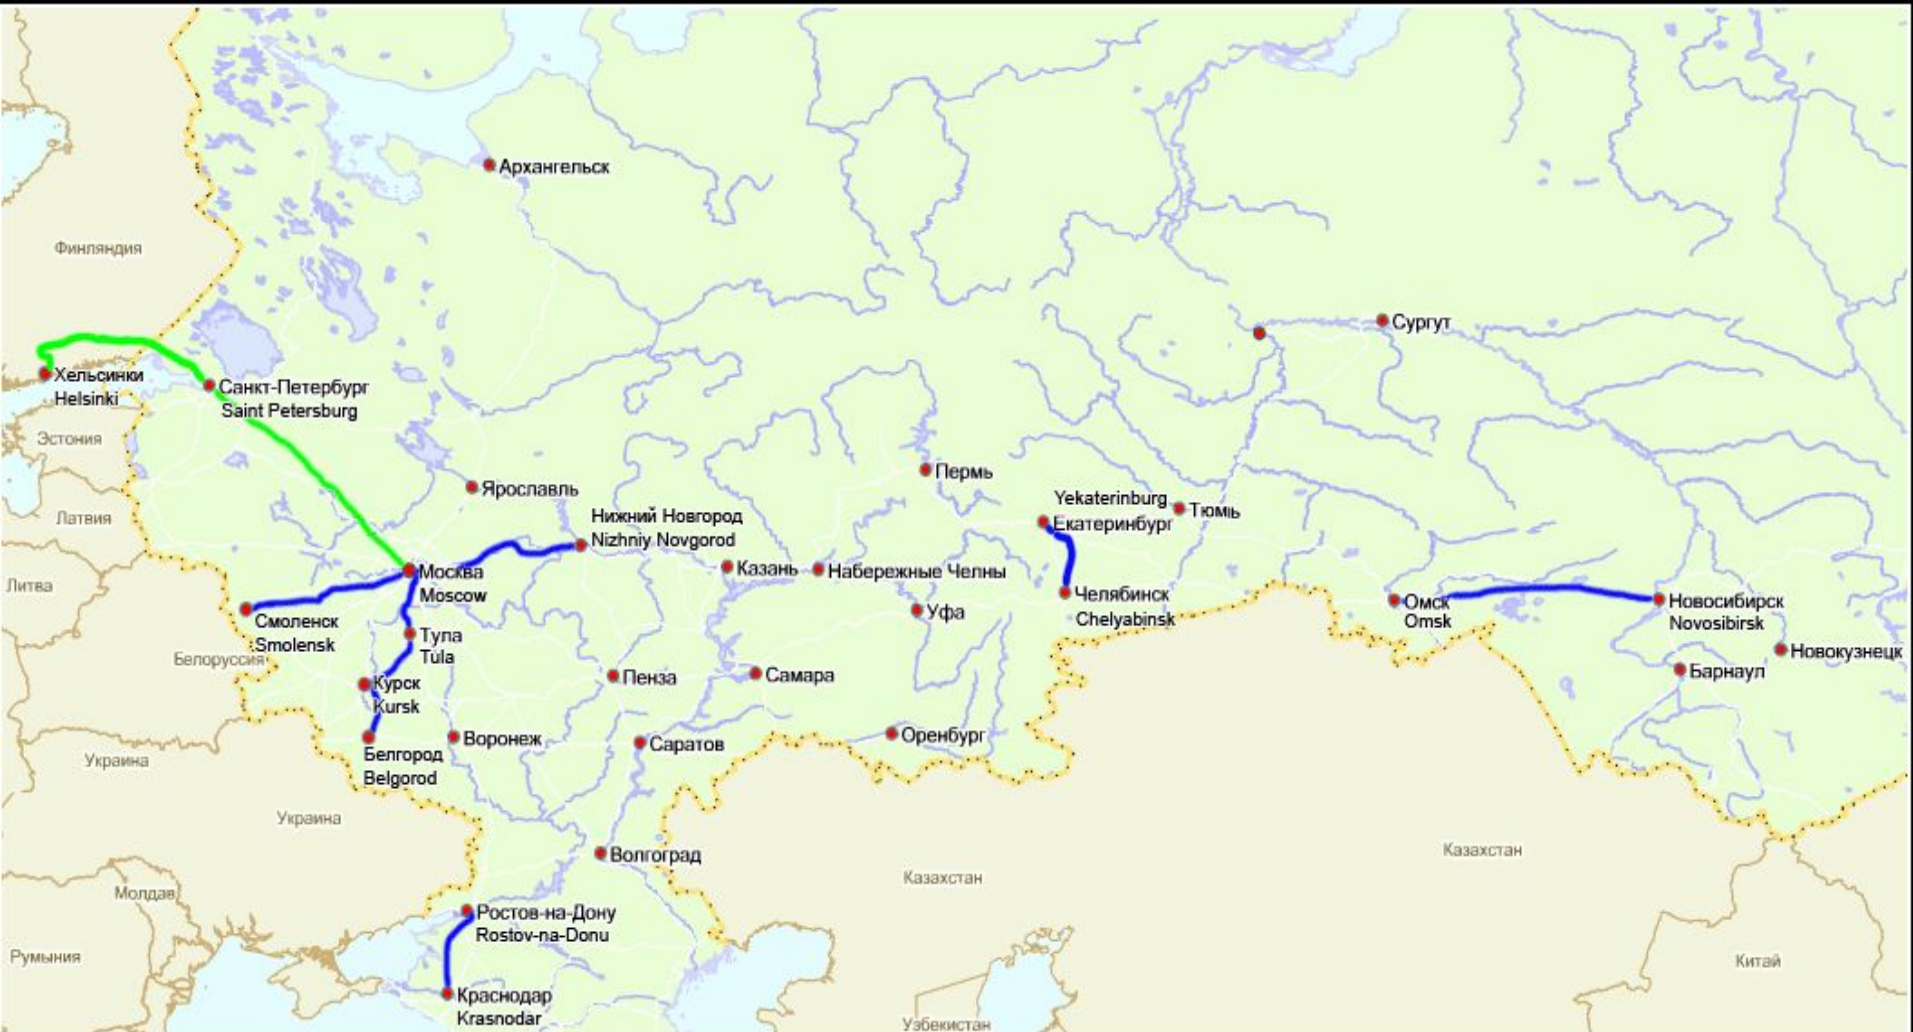 Архангельск
Финляндия
Сургут
Хельсинки
Helsinki
Санкт-Петербург
Saint Petersburg
Эстония
Пермь
Ярославль
Yekaterinburg
Екатеринбург
Тюмь
Латвия
Нижний Новгород
Nizhniy Novgorod
Москва
Moscow
Казань
Набережные Челны
Литва
Челябинск
Chelyabinsk
Омск
Omsk
Новосибирск
Novosibirsk
Уфа
Смоленск
Smolensk
Тула
Tula
Белоруссия
Новокузнецк
Барнаул
Пенза
Самара
Курск
Kursk
Воронеж
Саратов
Оренбург
Белгород
Belgorod
Украина
Украина
Волгоград
Казахстан
Казахстан
Молдав
Ростов-на-Дону
Rostov-na-Donu
Румыния
Китай
Краснодар
Krasnodar
Узбекистан